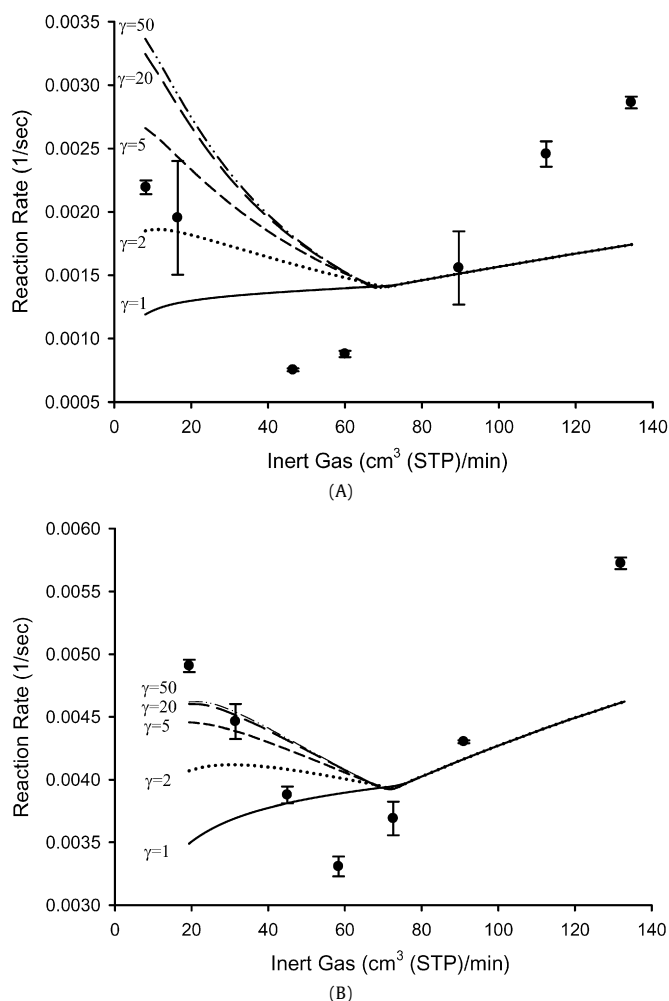 0.0035
0.0030
0.0025
0.0020
0.0015
0.0010
0.0005
Reaction Rate (1/sec)
γ=50
γ=20
γ=5
γ=2
γ=1
0 20 40 60 80 100 120 140
Inert Gas (cm³ (STP)/min)
(A)
0.0060
0.0055
0.0050
0.0045
0.0040
0.0035
0.0030
Reaction Rate (1/sec)
γ=50
γ=20
γ=5
γ=2
γ=1
0 20 40 60 80 100 120 140
Inert Gas (cm³ (STP)/min)
(B)